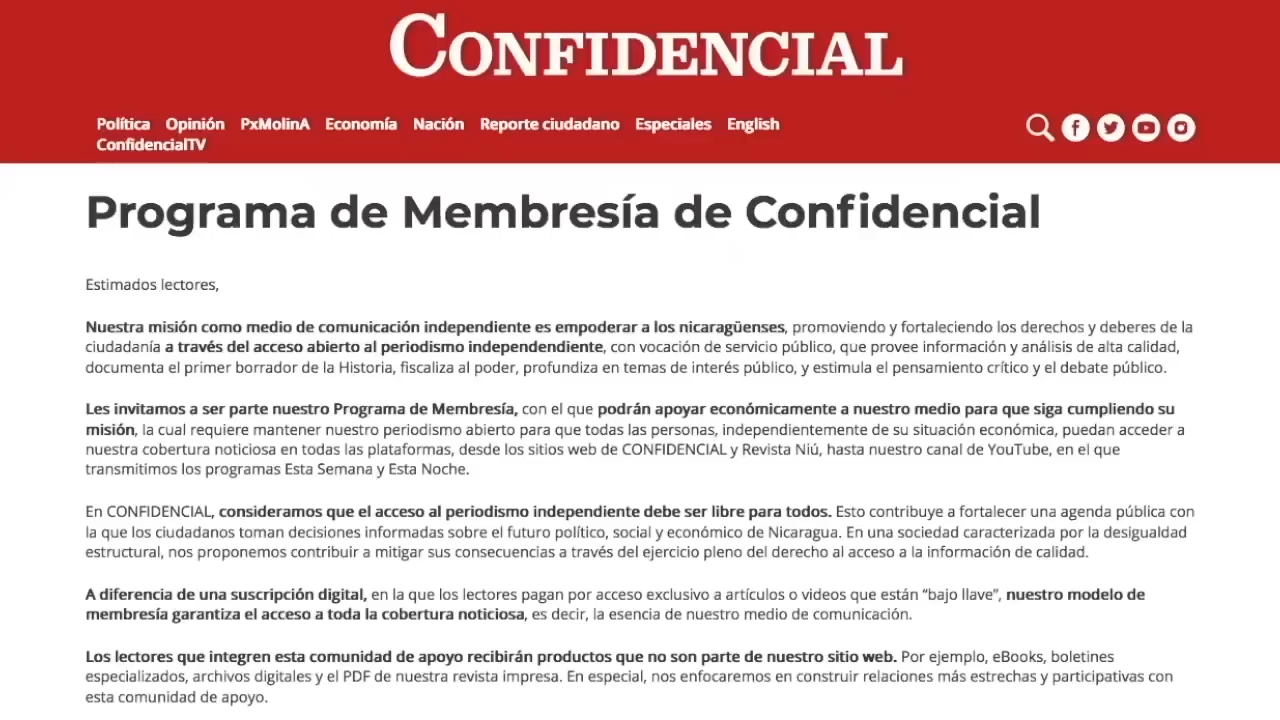 CONFIDENCIAL
Política Opinión PxMolinA Economía Nación Reporte ciudadano Especiales English
ConfidencialTV
Programa de Membresía de Confidencial
Estimados lectores,
Nuestra misión como medio de comunicación independiente es empoderar a los nicaragüenses, promoviendo y fortaleciendo los derechos y deberes de la
ciudadanía a través del acceso abierto al periodismo independendiente, con vocación de servicio público, que provee información y análisis de alta calidad,
documenta el primer borrador de la Historia, fiscaliza al poder, profundiza en temas de interés público, y estimula el pensamiento crítico y el debate público.
Les invitamos a ser parte nuestro Programa de Membresía, con el que podrán apoyar económicamente a nuestro medio para que siga cumpliendo su
misión, la cual requiere mantener nuestro periodismo abierto para que todas las personas, independientemente de su situación económica, puedan acceder a
nuestra cobertura noticiosa en todas las plataformas, desde los sitios web de CONFIDENCIAL y Revista Niú, hasta nuestro canal de YouTube, en el que
transmitimos los programas Esta Semana y Esta Noche.
En CONFIDENCIAL, consideramos que el acceso al periodismo independiente debe ser libre para todos. Esto contribuye a fortalecer una agenda pública con
la que los ciudadanos toman decisiones informadas sobre el futuro político, social y económico de Nicaragua. En una sociedad caracterizada por la desigualdad
estructural, nos proponemos contribuir a mitigar sus consecuencias a través del ejercicio pleno del derecho al acceso a la información de calidad.
A diferencia de una suscripción digital, en la que los lectores pagan por acceso exclusivo a artículos o videos que están “bajo llave”, nuestro modelo de
membresía garantiza el acceso a toda la cobertura noticiosa, es decir, la esencia de nuestro medio de comunicación.
Los lectores que integren esta comunidad de apoyo recibirán productos que no son parte de nuestro sitio web. Por ejemplo, eBooks, boletines
especializados, archivos digitales y el PDF de nuestra revista impresa. En especial, nos enfocaremos en construir relaciones más estrechas y participativas con
esta comunidad de apoyo.